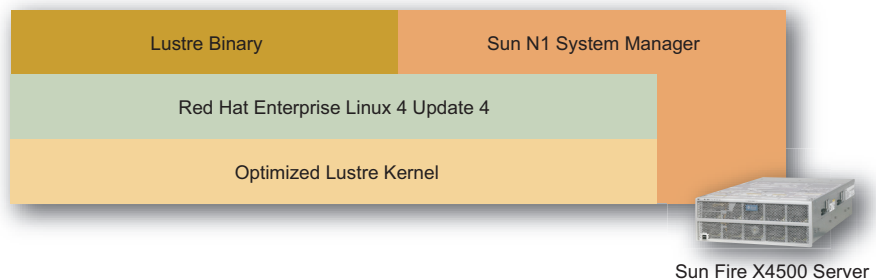 Lustre Binary
Sun N1 System Manager
Red Hat Enterprise Linux 4 Update 4
Optimized Lustre Kernel
Sun Fire X4500 Server